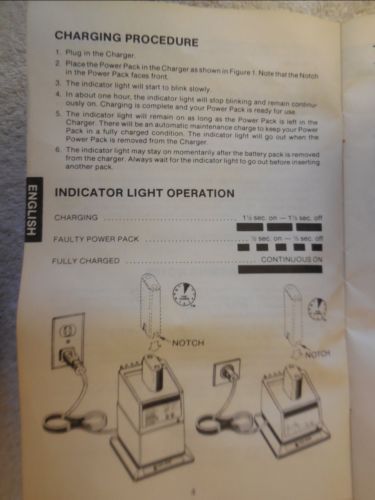 CHARGING PROCEDURE
1. Plug in the Charger.
2. Place the Power Pack in the Charger as shown in Figure 1. Note that the Notch
in the Power Pack faces front.
3. The indicator light will start to blink slowly.
4. In about one hour, the indicator light will stop blinking and remain continu-
ously on. Charging is complete and your Power Pack is ready for use.
5. The indicator light will remain on as long as the Power Pack is left in the
Charger. There will be an automatic maintenance charge to keep your Power
Pack in a fully charged condition. The indicator light will go out when the
Power Pack is removed from the Charger.
6. The indicator light may stay on momentarily after the battery pack is removed
from the charger. Always wait for the indicator light to go out before inserting
another pack.
ENGLISH
INDICATOR LIGHT OPERATION
CHARGING sec. on — sec. off
FAULTY POWER PACK sec. on — sec. off
FULLY CHARGED CONTINUOUS ON
NOTCH
NOTCH